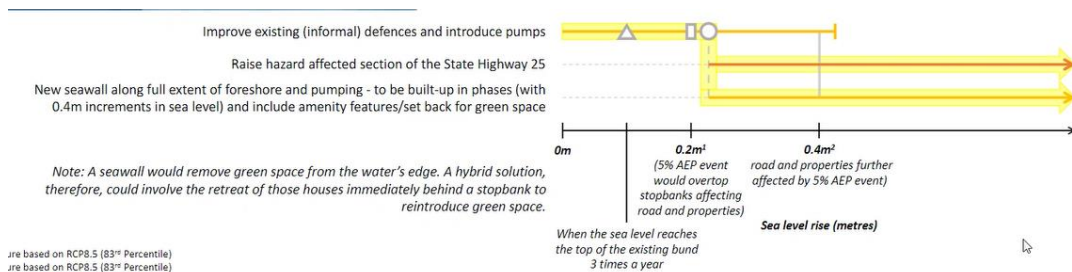 Improve existing (informal) defences and introduce pumps
Raise hazard affected section of the State Highway 25
New seawall along full extent of foreshore and pumping - to be built-up in phases (with
0.4m increments in sea level) and include amenity features/set back for green space
0m
0.2m¹
0.4m²
(5% AEP event
would overtop
stopbanks affecting
road and properties)
road and properties further
affected by 5% AEP event)
Note: A seawall would remove green space from the water's edge. A hybrid solution,
therefore, could involve the retreat of those houses immediately behind a stopbank to
reintroduce green space.
Sea level rise (metres)
When the sea level reaches
the top of the existing bund
3 times a year
ure based on RCP8.5 (83rd Percentile)
ure based on RCP8.5 (83rd Percentile)